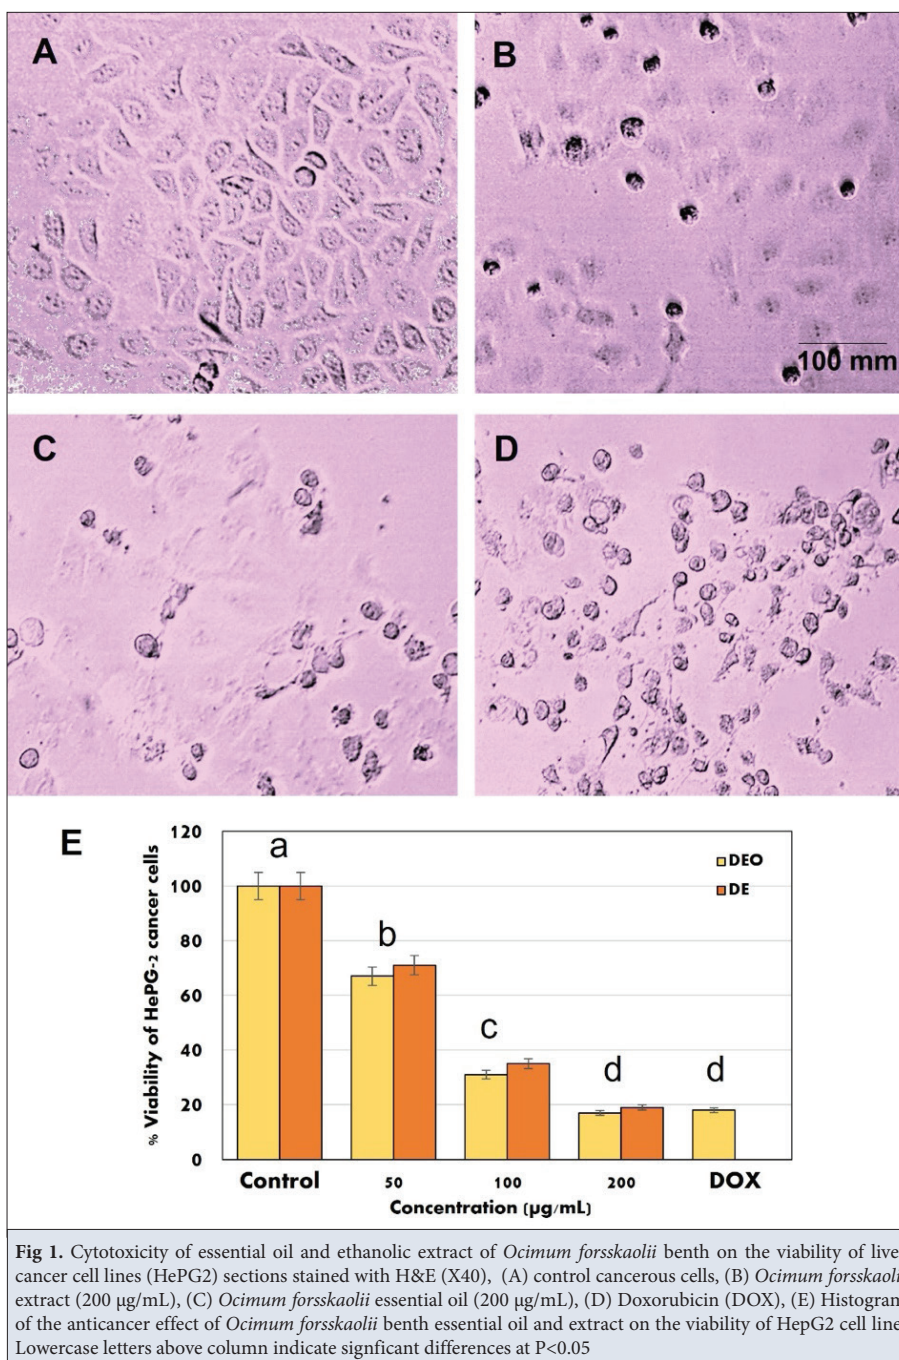 A
B
100 mm
C
D
E
120
100
80
60
40
20
0
% Viability of HePG-2 cancer cells
a
b
c
d
d
DEO
DE
Control
50
100
200
DOX
Concentration (µg/mL)
Fig 1. Cytotoxicity of essential oil and ethanolic extract of Ocimum forsskaolii benth on the viability of live
cancer cell lines (HePG2) sections stained with H&E (X40), (A) control cancerous cells, (B) Ocimum forsskaoli
extract (200 µg/mL), (C) Ocimum forsskaolii essential oil (200 µg/mL), (D) Doxorubicin (DOX), (E) Histogran
of the anticancer effect of Ocimum forsskaolii benth essential oil and extract on the viability of HepG2 cell line
Lowercase letters above column indicate signficant differences at P<0.05